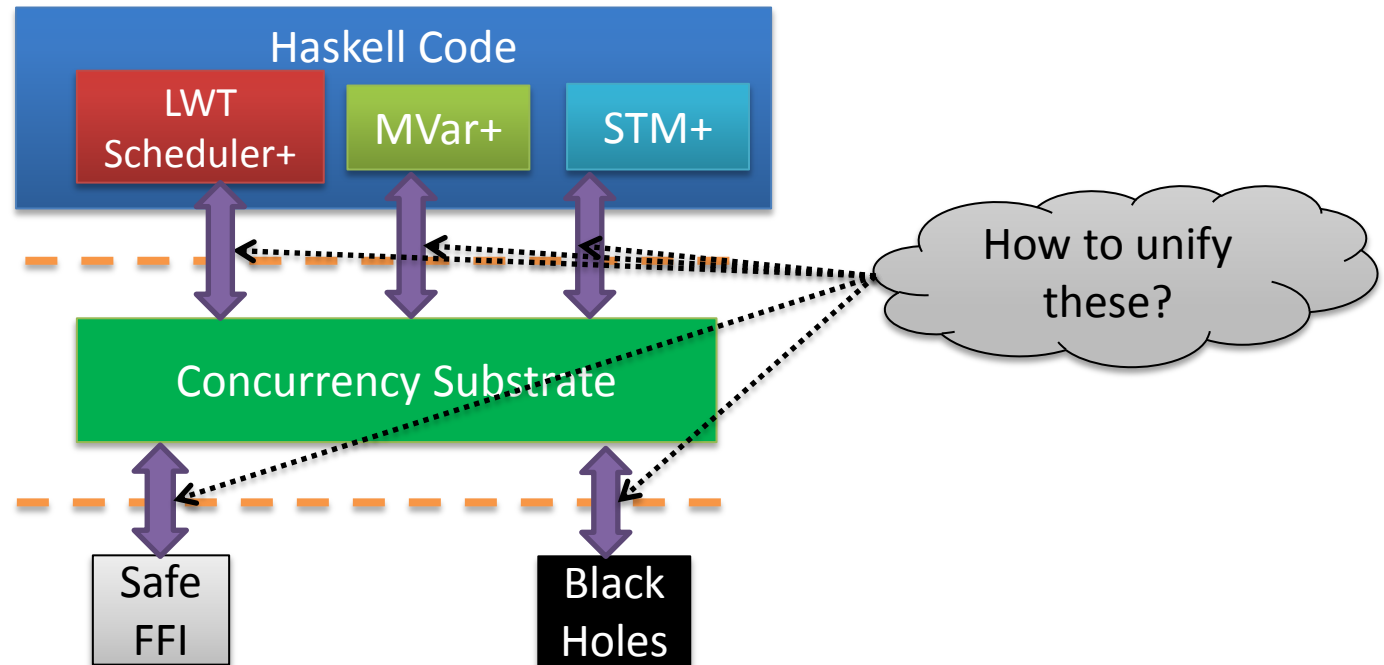 Haskell Code
LWT
Scheduler+
MVar+
STM+
How to unify
these?
Concurrency Substrate
Safe
FFI
Black
Holes